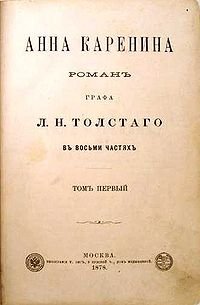 АННА КАРЕНИНА
РОМАНЪ
ГРАФА
Л. Н. ТОЛСТАГО
ВЪ ВОСЬМИ ЧАСТЯХЪ
ТОМЪ ПЕРВЫЙ
МОСКВА.
1878.